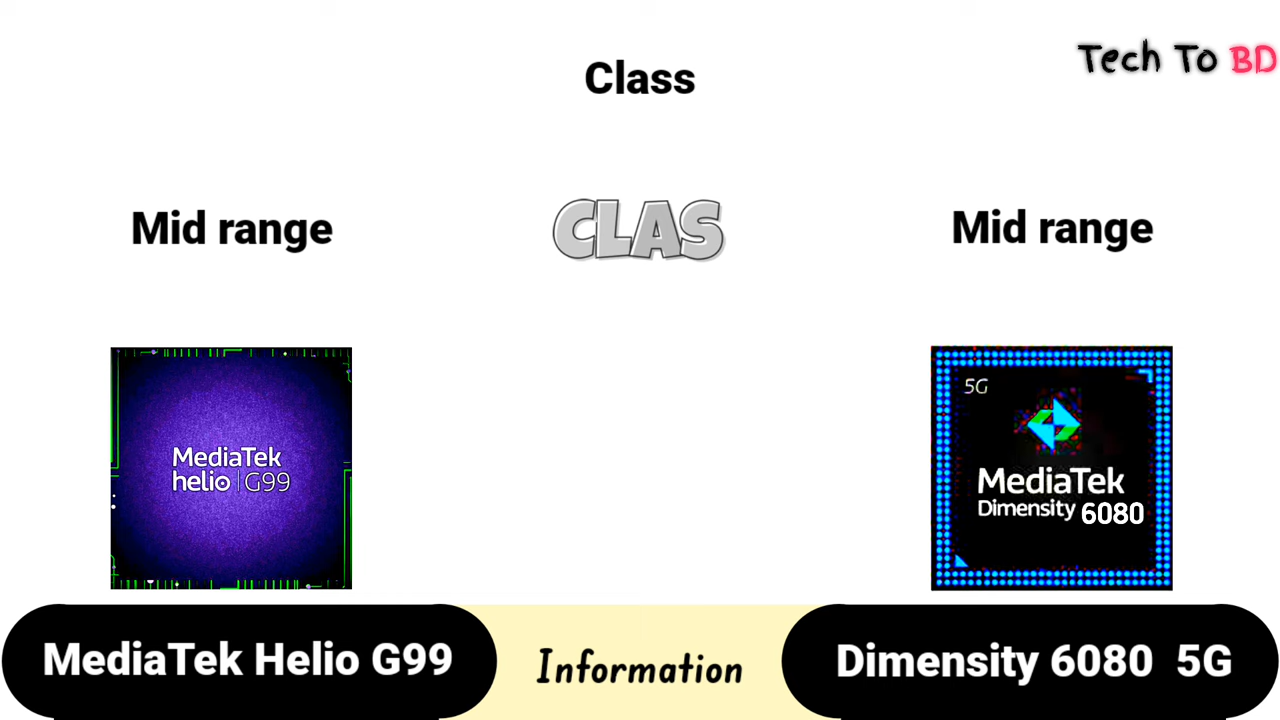 Class
Tech To BD
Mid range
CLAS
Mid range
MediaTek
helio G99
5G
MediaTek
Dimensity 6080
MediaTek Helio G99
Information
Dimensity 6080 5G